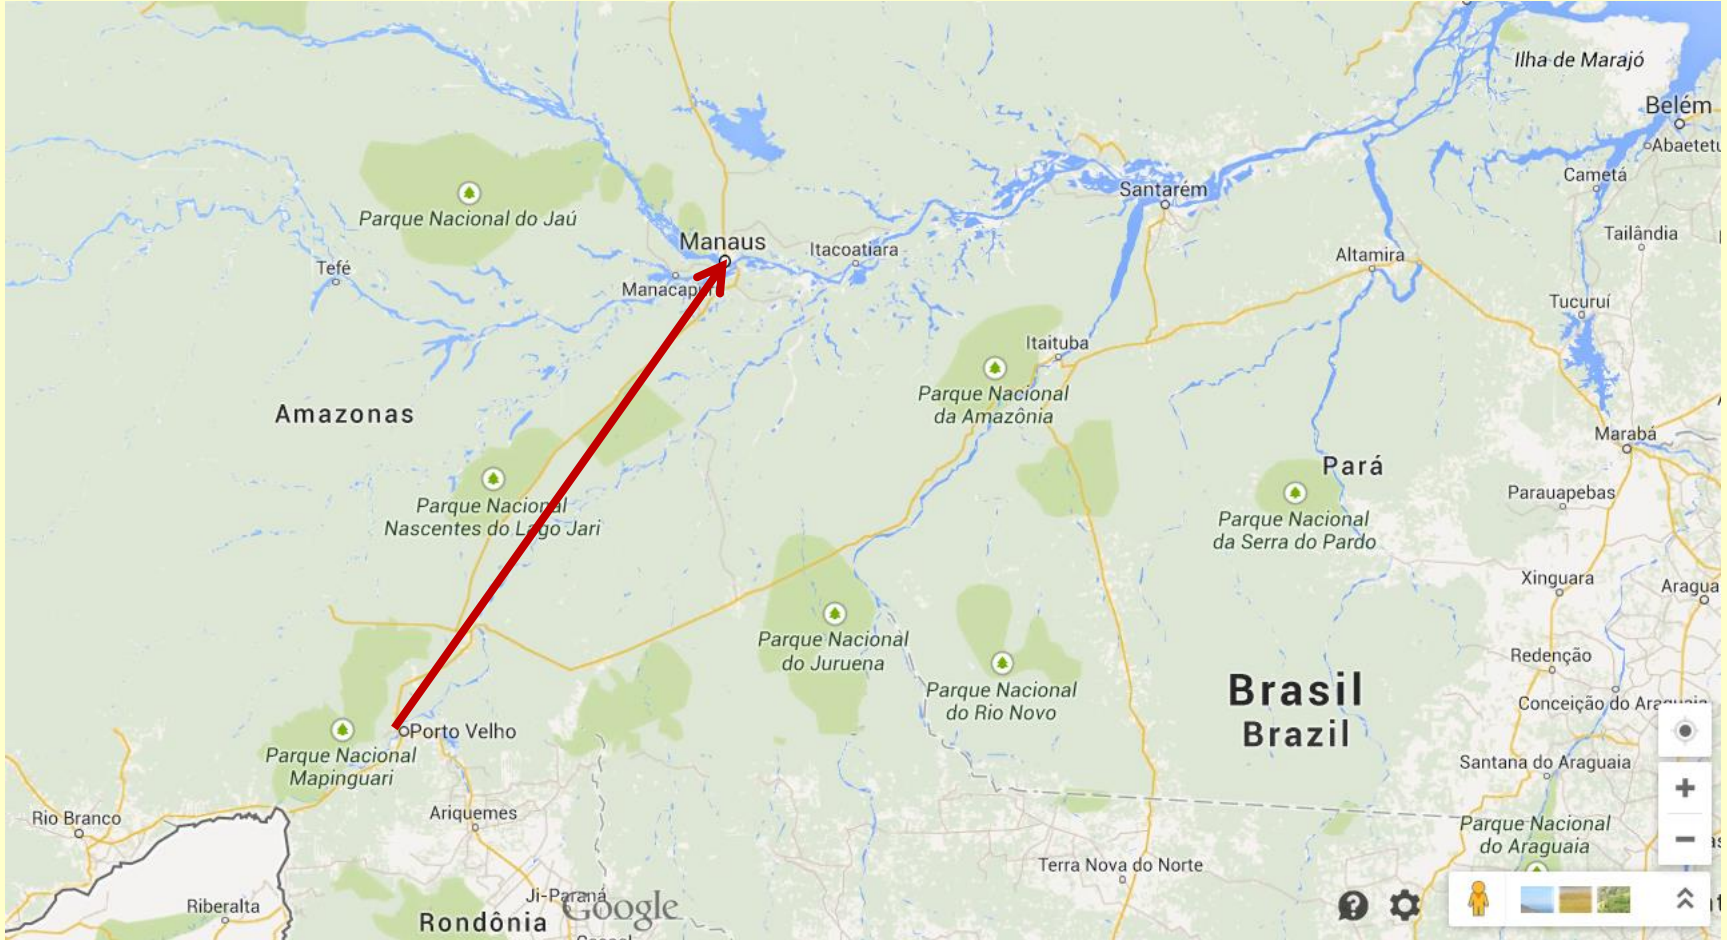 Ilha de Marajó
Belém
Cametá
Santarém
Parque Nacional do Jaú
Manaus
Itacoatiara
Tailândia
Altamira
Tefé
Tucuruí
Itaituba
Parque Nacional
da Amazônia
Amazonas
Marabá
Pará
Parauapebas
Parque Nacional
Nascentes do Lago Jari
Parque Nacional
da Serra do Pardo
Xinguara
Parque Nacional
do Juruena
Redenção
Parque Nacional
do Rio Novo
Brasil
Brazil
Conceição do Araguaia
Porto Velho
Parque Nacional
Mapinguari
Santana do Araguaia
Ariquemes
Rio Branco
Parque Nacional
do Araguaia
Terra Nova do Norte
Ji-Paraná
Google
Riberalta
Rondônia